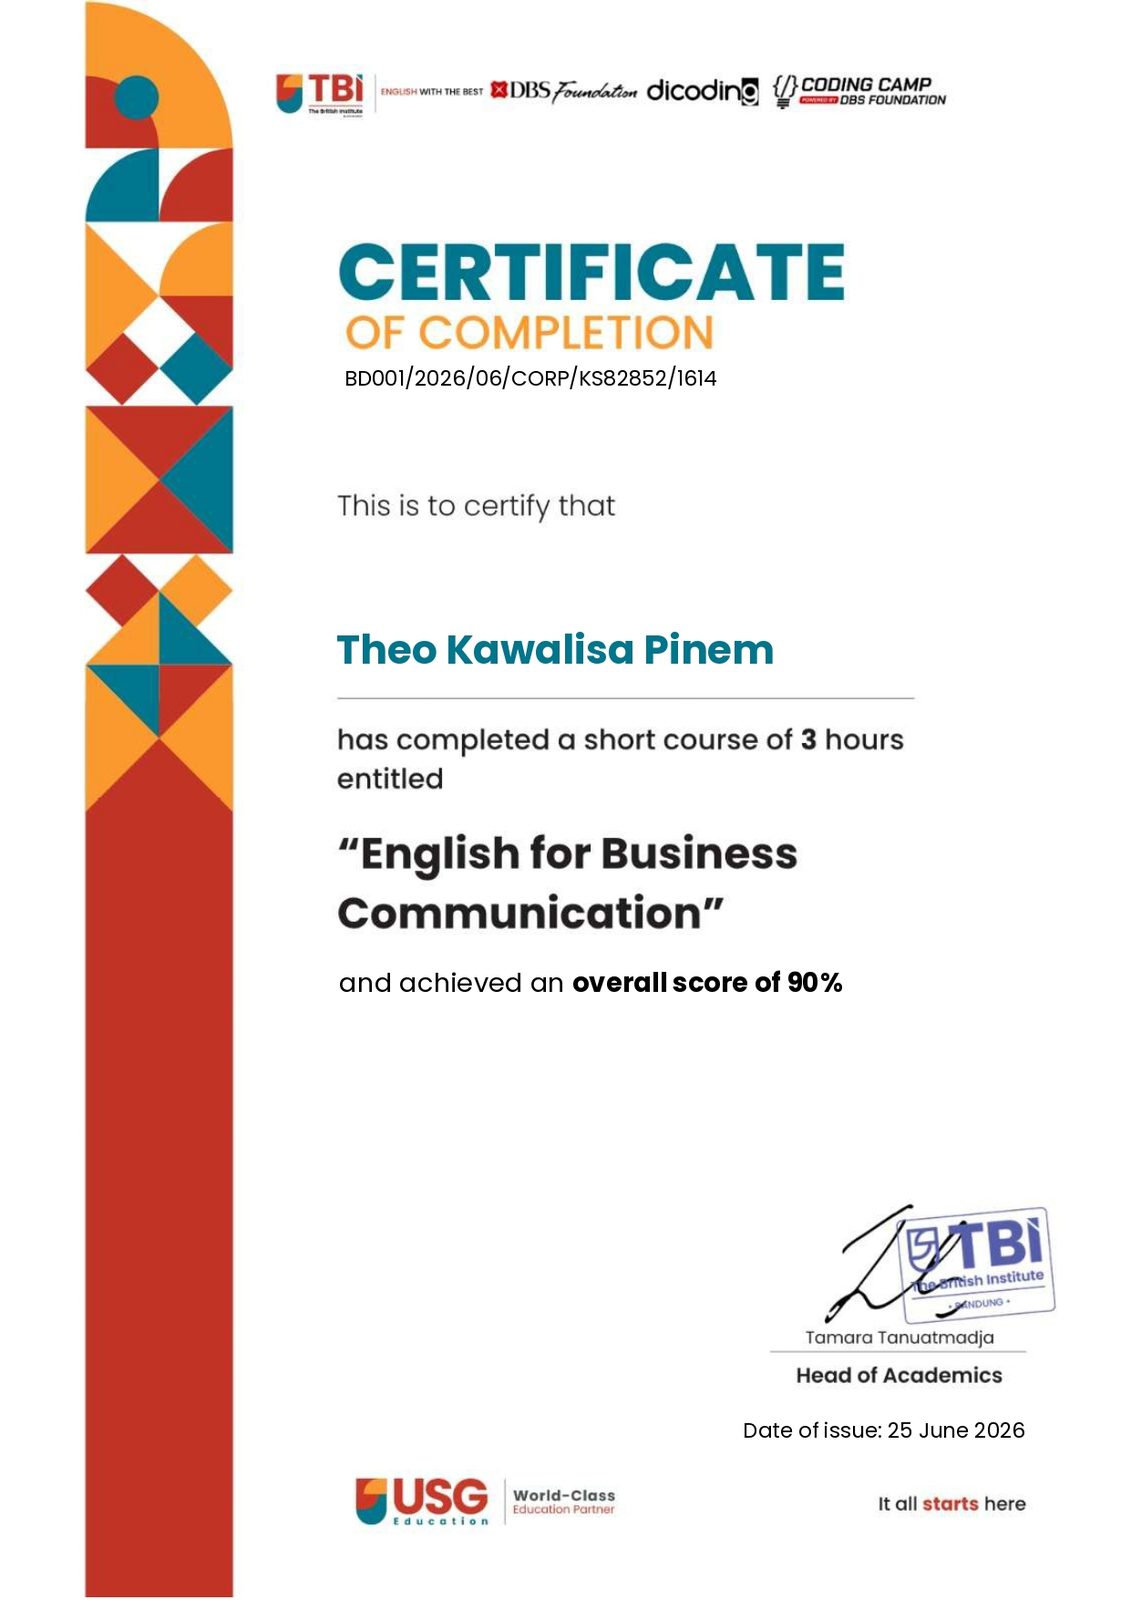 TBI
The British Institute
ENGLISH WITH THE BEST
DBS Foundation
dicoding
CODING CAMP
POWERED BY DBS FOUNDATION
CERTIFICATE
OF COMPLETION
BD001/2026/06/CORP/KS82852/1614
This is to certify that
Theo Kawalisa Pinem
has completed a short course of 3 hours
entitled
“English for Business
Communication”
and achieved an overall score of 90%
TBI
The British Institute
• BANDUNG •
Tamara Tanuatmadja
Head of Academics
Date of issue: 25 June 2026
USG
Education
World-Class
Education Partner
It all starts here